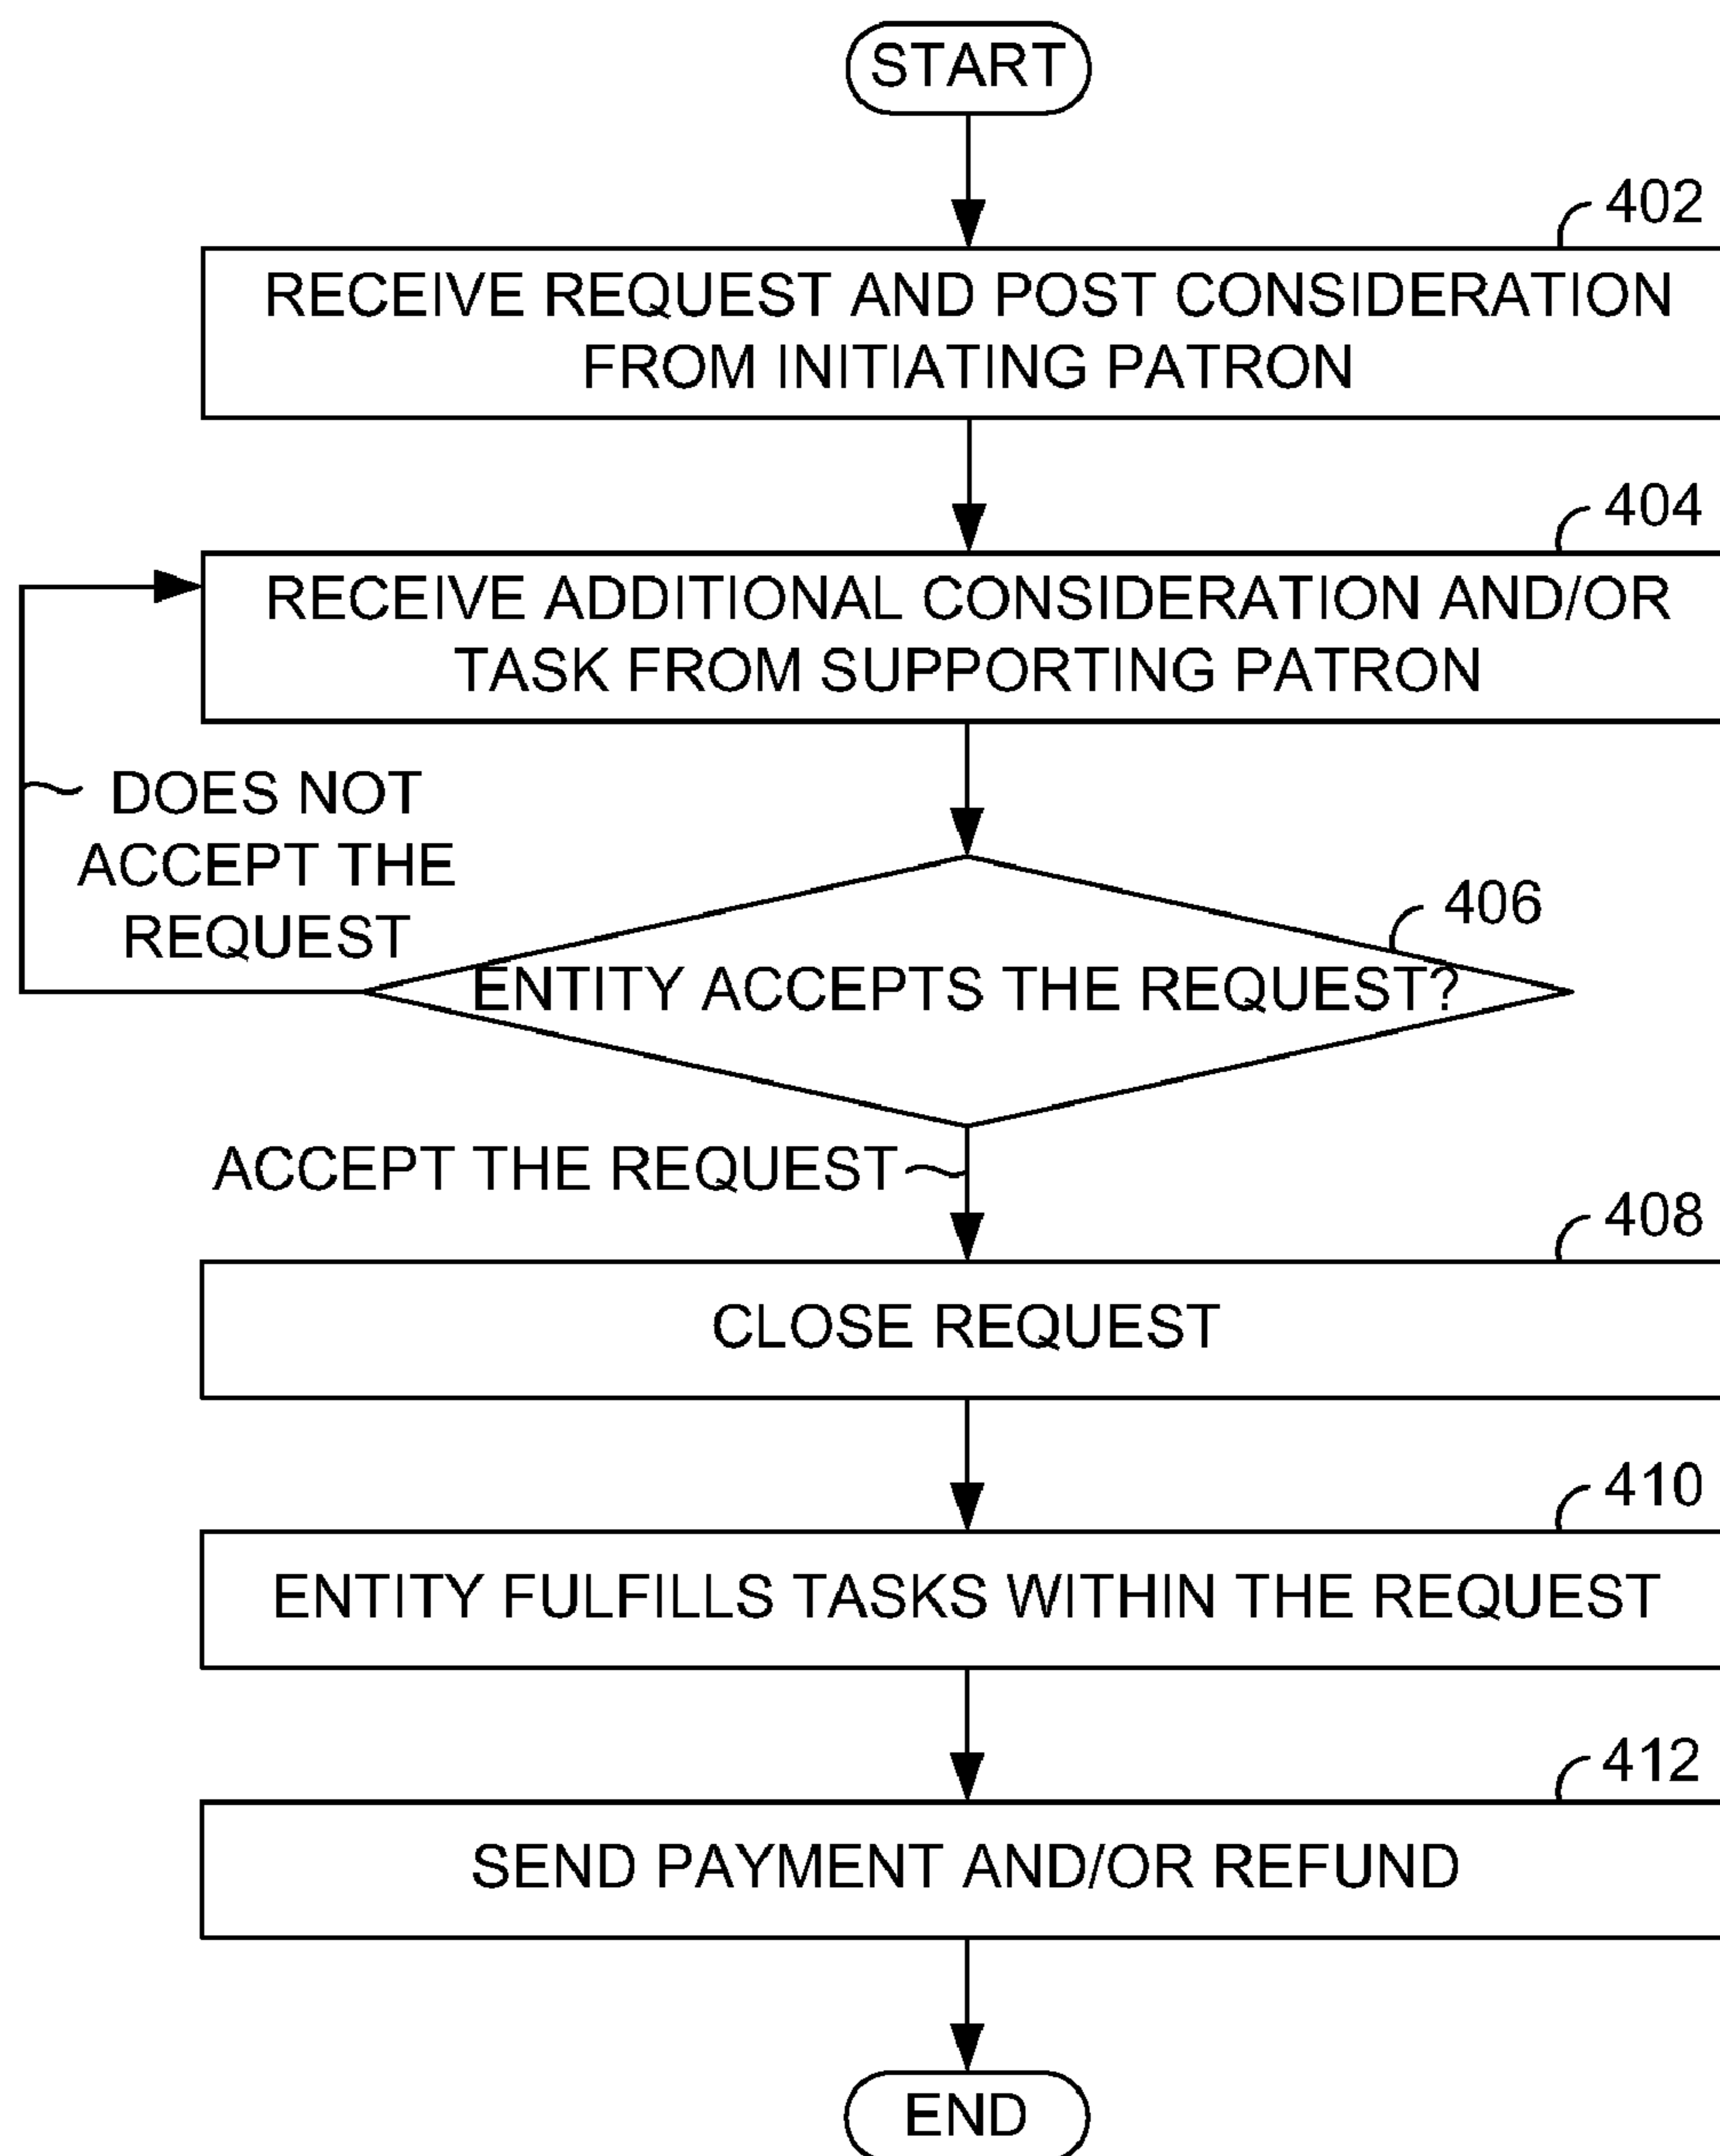 START
402
RECEIVE REQUEST AND POST CONSIDERATION
FROM INITIATING PATRON
404
RECEIVE ADDITIONAL CONSIDERATION AND/OR
TASK FROM SUPPORTING PATRON
DOES NOT
ACCEPT THE
REQUEST
406
ENTITY ACCEPTS THE REQUEST?
ACCEPT THE REQUEST
408
CLOSE REQUEST
410
ENTITY FULFILLS TASKS WITHIN THE REQUEST
412
SEND PAYMENT AND/OR REFUND
END